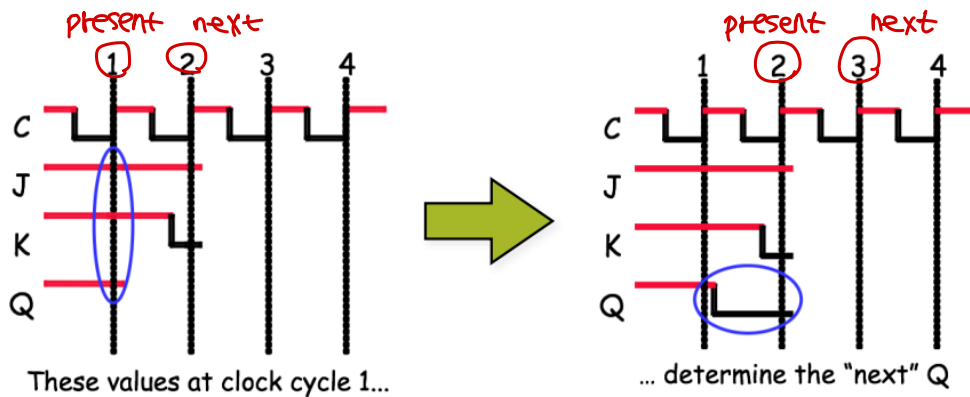 present next
1 2 3 4
C
J
K
Q
These values at clock cycle 1...
present next
1 2 3 4
C
J
K
Q
... determine the “next” Q